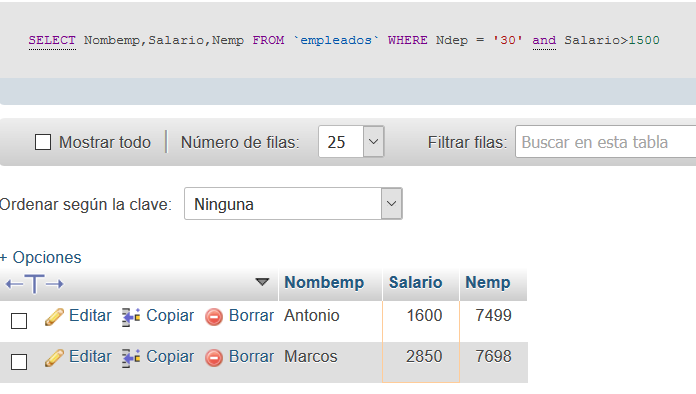 SELECT Nombemp,Salario,Nemp FROM `empleados` WHERE Ndep = '30' and Salario>1500
Mostrar todo Número de filas: 25 Filtrar filas: Buscar en esta tabla
Ordenar según la clave: Ninguna
+ Opciones
←T→ Nombemp Salario Nemp
Editar Copiar Borrar Antonio 1600 7499
Editar Copiar Borrar Marcos 2850 7698